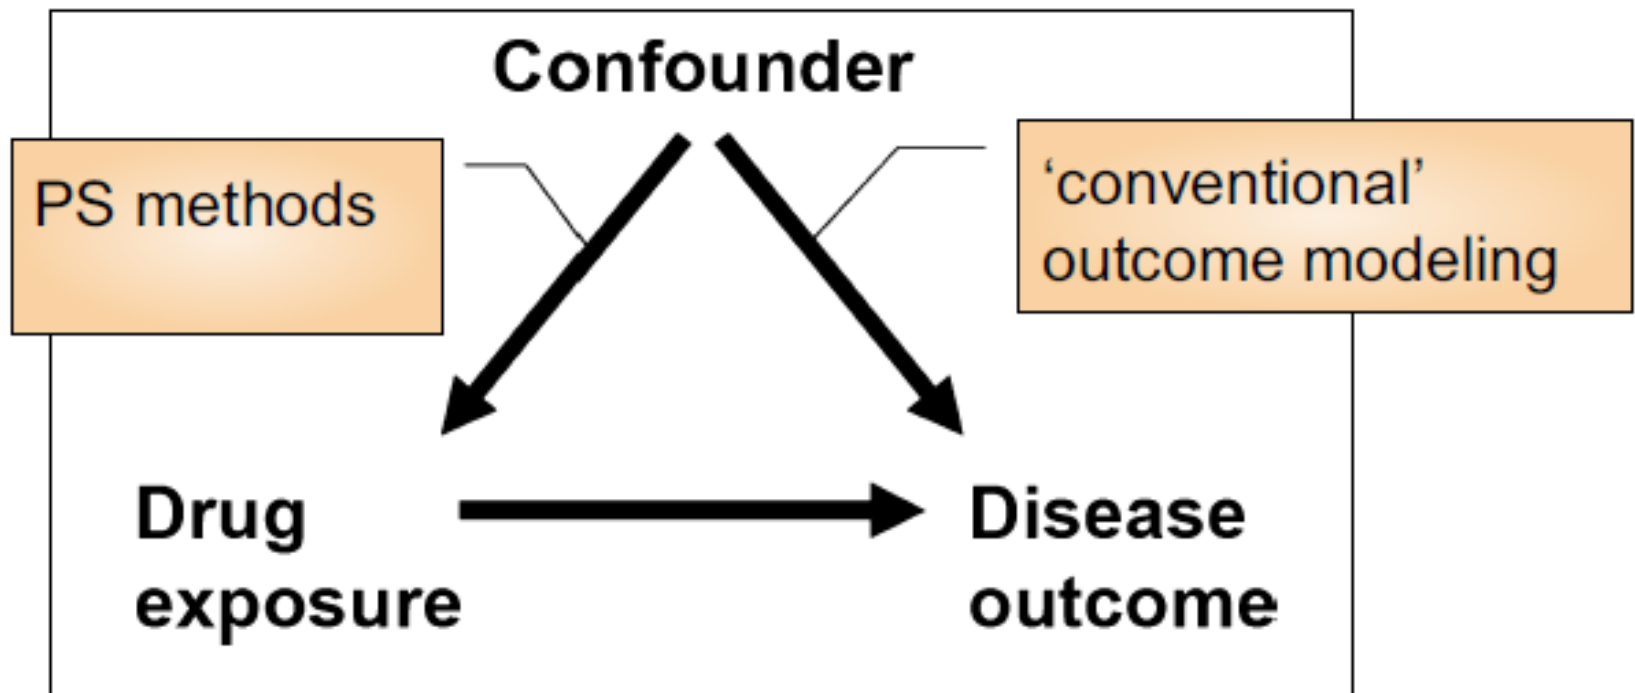 Confounder
PS methods
‘conventional’
outcome modeling
Drug
exposure
Disease
outcome